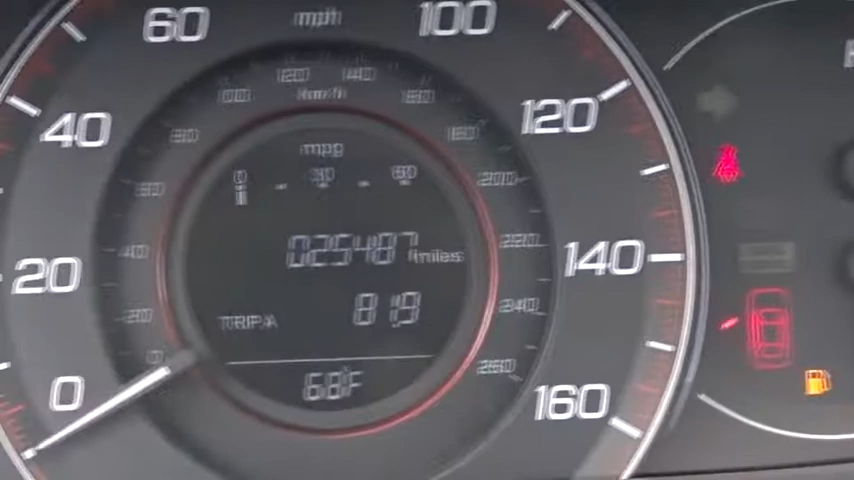 60 mph 100
40 120
20 140
0 160
100 120 140 160
km/h
80 180
60 200
40 220
20 240
0 260
mpg
0 30 60
025487 miles
TRIP A 81.9
68°F